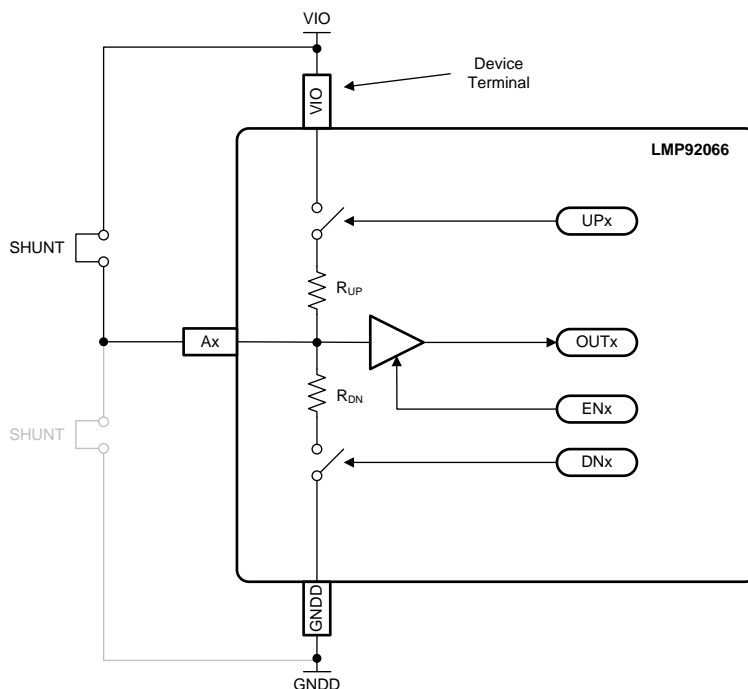 VIO
Device
Terminal
VIO
LMP92066
UPx
SHUNT
RUP
Ax
OUTx
RDN
ENx
SHUNT
DNx
GNDD
GNDD